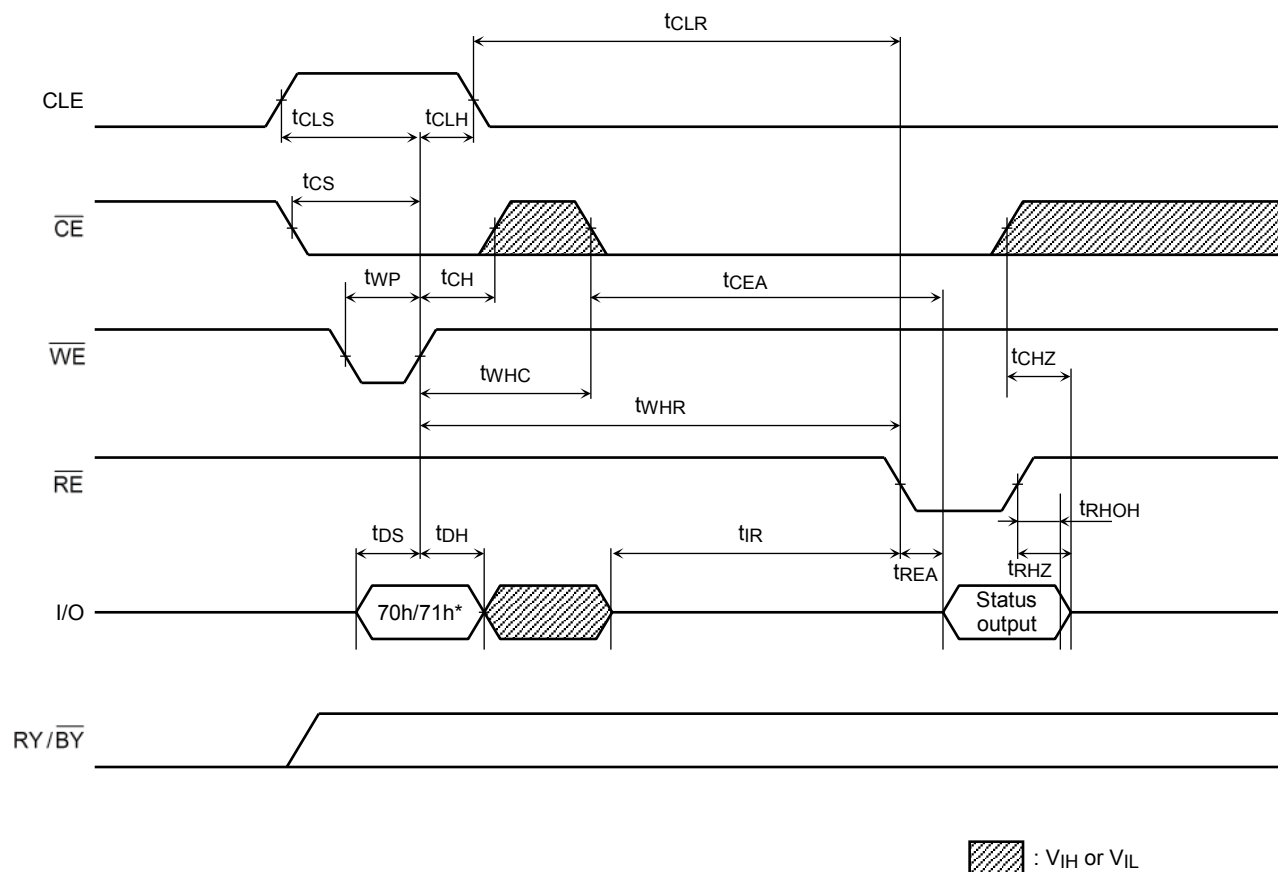 tCLR
CLE
tCLS
tCLH
tCS
CE
tWP
tCH
tCEA
WE
tCHZ
tWHC
tWHR
RE
tRHOH
tDS
tDH
tIR
tREA
tRHZ
I/O
70h/71h*
Status
output
RY/BY
: VIH or VIL